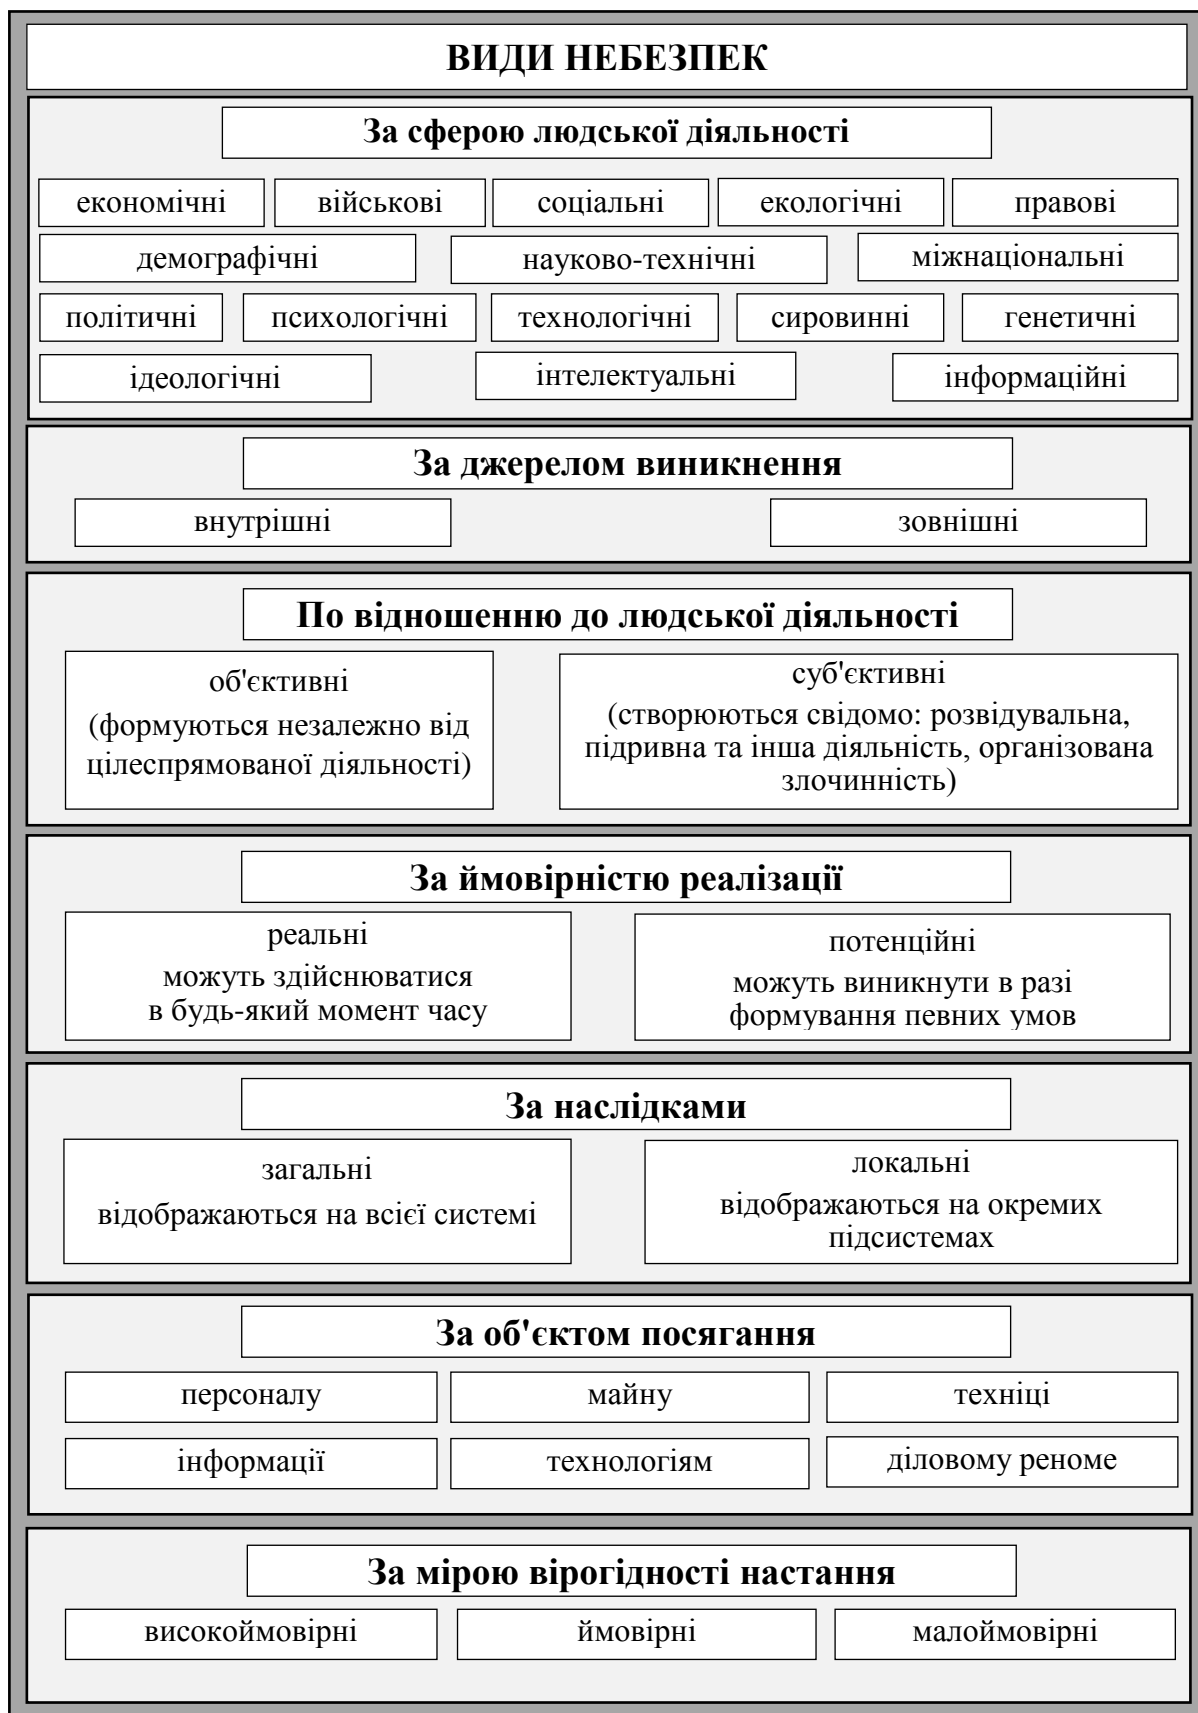 ВИДИ НЕБЕЗПЕК
За сферою людської діяльності
економічні військові соціальні екологічні правові
демографічні науково-технічні міжнаціональні
політичні психологічні технологічні сировинні генетичні
ідеологічні інтелектуальні інформаційні
За джерелом виникнення
внутрішні зовнішні
По відношенню до людської діяльності
об'єктивні
(формуються незалежно від
цілеспрямованої діяльності)
суб'єктивні
(створюються свідомо: розвідувальна,
підривна та інша діяльність, організована
злочинність)
За ймовірністю реалізації
реальні
можуть здійснюватися
в будь-який момент часу
потенційні
можуть виникнути в разі
формування певних умов
За наслідками
загальні
відображаються на всієї системі
локальні
відображаються на окремих
підсистемах
За об'єктом посягання
персоналу майну техніці
інформації технологіям діловому реноме
За мірою вірогідності настання
високоймовірні ймовірні малоймовірні